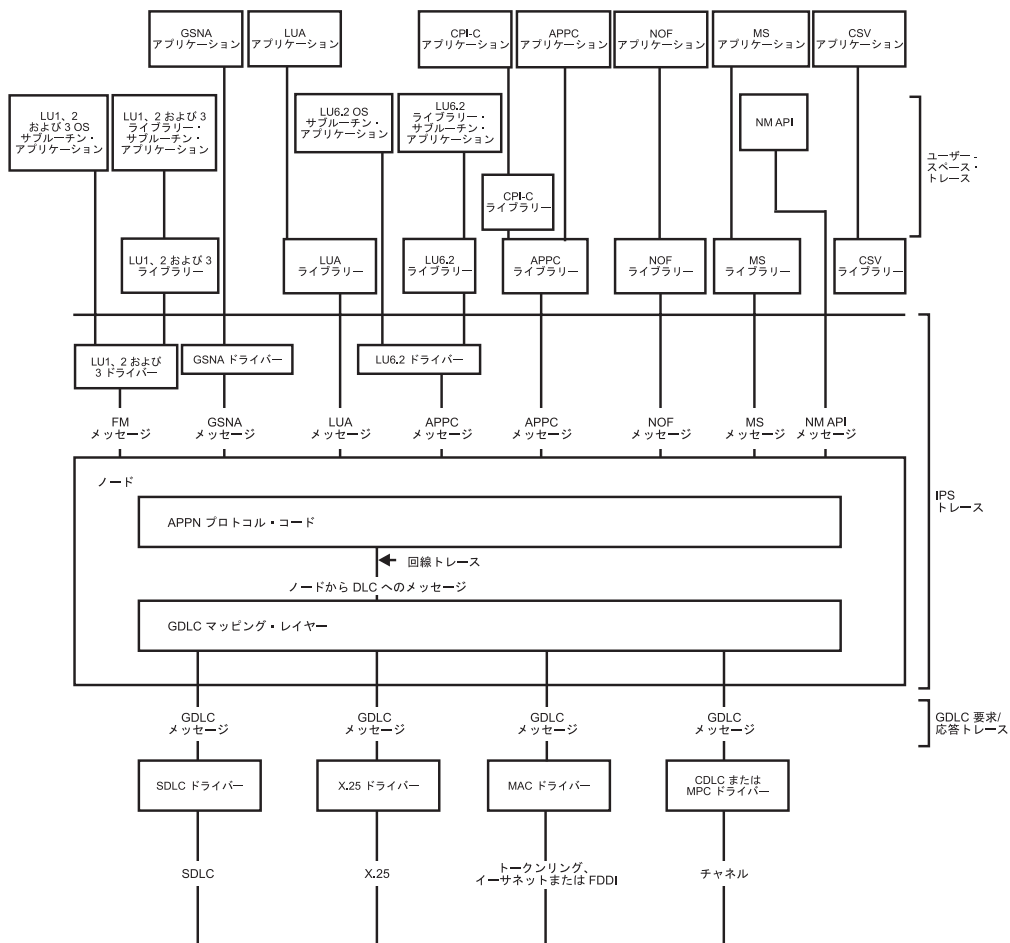 GSNA
アプリケーション
LUA
アプリケーション
CPI-C
アプリケーション
APPC
アプリケーション
NOF
アプリケーション
MS
アプリケーション
CSV
アプリケーション
LU1、2
および 3 OS
サブルーチン・
アプリケーション
LU1、2 および 3
ライブラリー・
サブルーチン・
アプリケーション
LU6.2 OS
サブルーチン・
アプリケーション
LU6.2
ライブラリー・
サブルーチン・
アプリケーション
NM API
ユーザー -
スペース・
トレース
CPI-C
ライブラリー
LU1、2 および 3
ライブラリー
LUA
ライブラリー
LU6.2
ライブラリー
APPC
ライブラリー
NOF
ライブラリー
MS
ライブラリー
CSV
ライブラリー
LU1、2 および
3 ドライバー
GSNA ドライバー
LU6.2 ドライバー
FM
メッセージ
GSNA
メッセージ
LUA
メッセージ
APPC
メッセージ
APPC
メッセージ
NOF
メッセージ
MS
メッセージ
NM API
メッセージ
IPS
トレース
ノード
APPN プロトコル・コード
回線トレース
ノードから DLC へのメッセージ
GDLC マッピング・レイヤー
GDLC
メッセージ
GDLC
メッセージ
GDLC
メッセージ
GDLC
メッセージ
GDLC 要求/
応答トレース
SDLC ドライバー
X.25 ドライバー
MAC ドライバー
CDLC または
MPC ドライバー
SDLC
X.25
トークンリング、
イーサネットまたは FDDI
チャネル